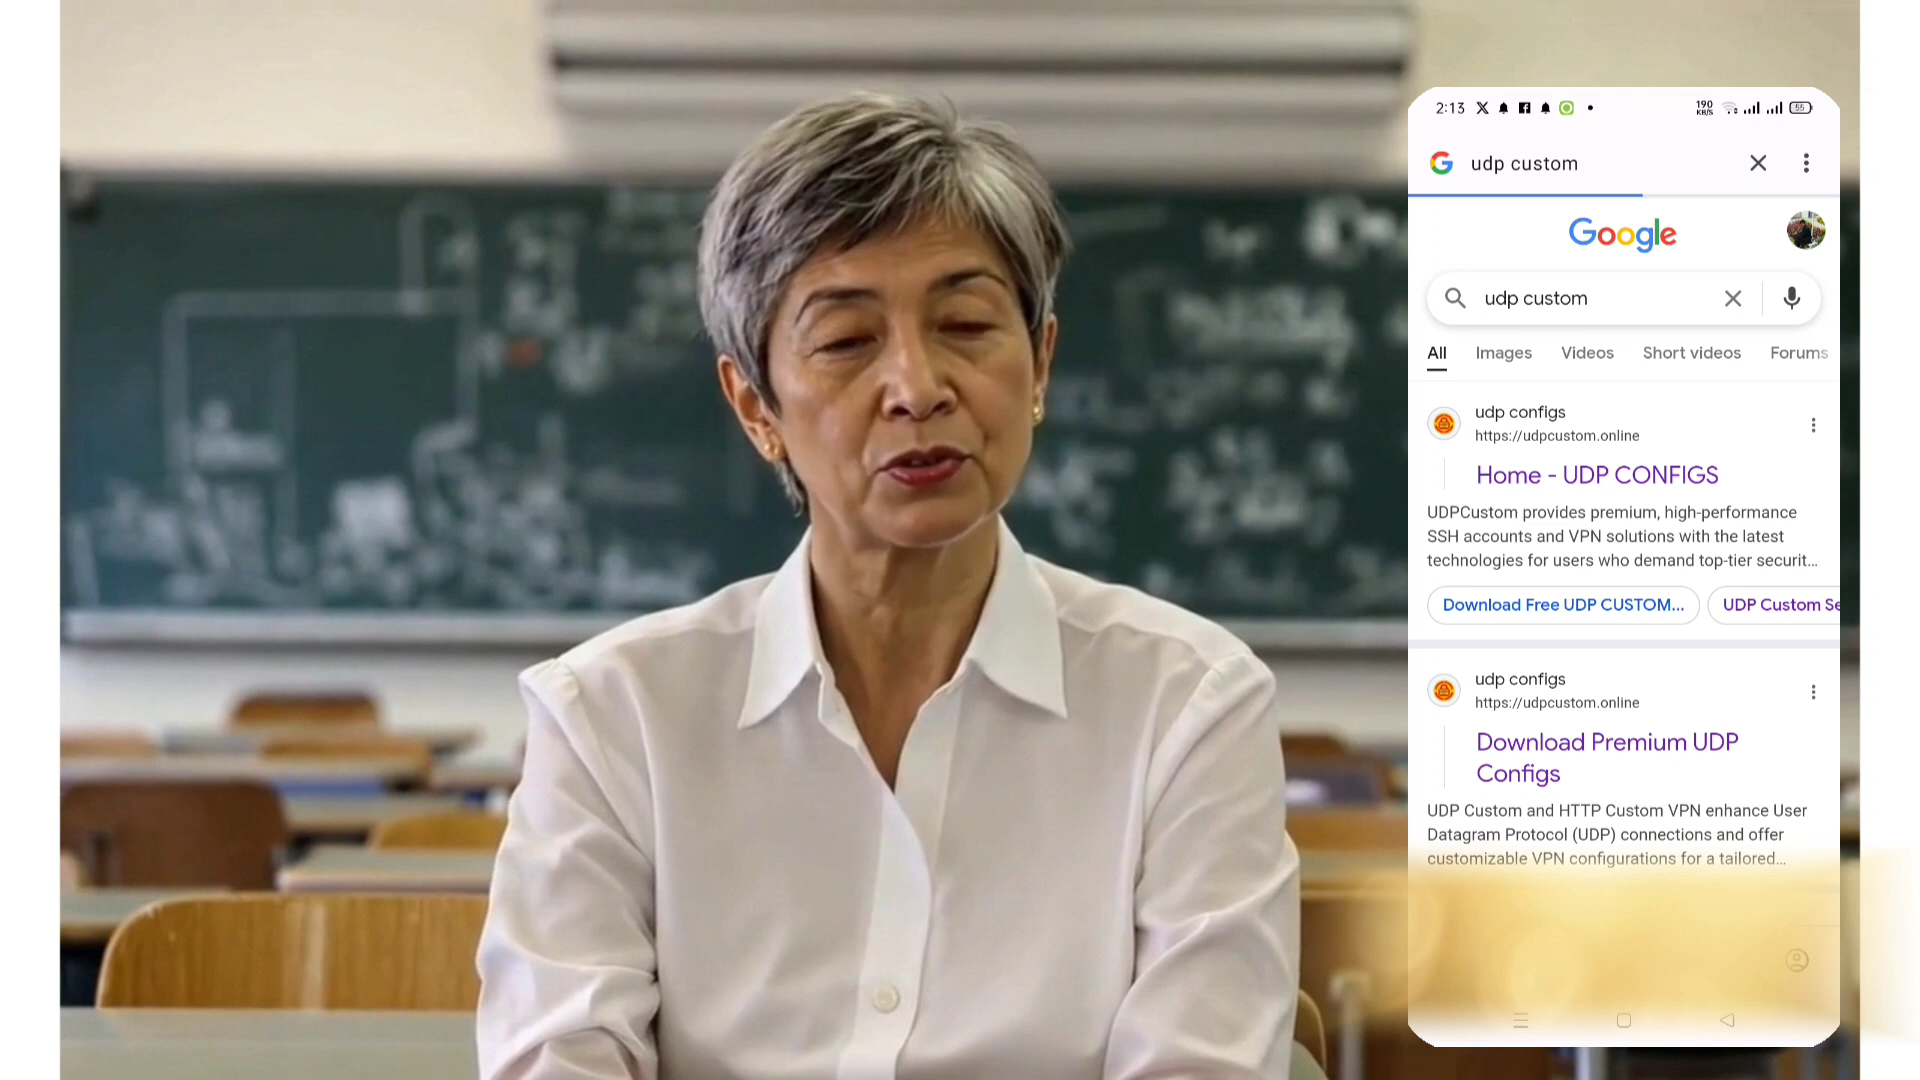 2:13
190
KB/S
55
udp custom
Google
udp custom
All Images Videos Short videos Forums
udp configs
https://udpcustom.online
Home - UDP CONFIGS
UDPCustom provides premium, high-performance
SSH accounts and VPN solutions with the latest
technologies for users who demand top-tier securit...
Download Free UDP CUSTOM... UDP Custom Se
udp configs
https://udpcustom.online
Download Premium UDP
Configs
UDP Custom and HTTP Custom VPN enhance User
Datagram Protocol (UDP) connections and offer
customizable VPN configurations for a tailored...